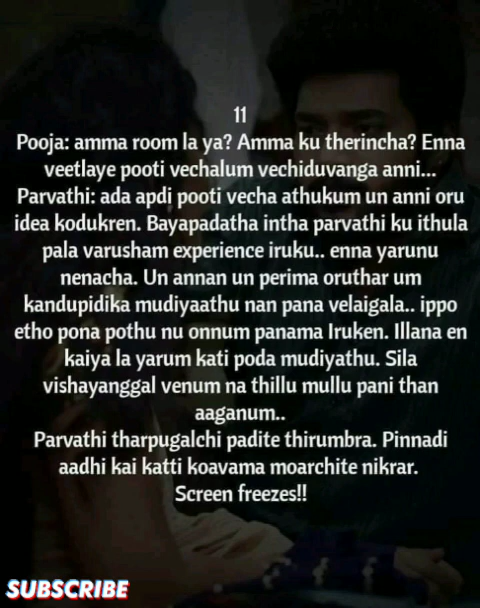 11
Pooja: amma room la ya? Amma ku therincha? Enna
veetlaye pooti vechalum vechiduvanga anni...
Parvathi: ada apdi pooti vecha athukum un anni oru
idea kodukren. Bayapadatha intha parvathi ku ithula
pala varusham experience iruku.. enna yarunu
nenacha. Un annan un perima oruthar um
kandupidika mudiyaathu nan pana velaigala.. ippo
etho pona pothu nu onnum panama Iruken. Illana en
kaiya la yarum kati poda mudiyathu. Sila
vishayanggal venum na thillu mullu pani than
aaganum..
Parvathi tharpugalchi padite thirumbra. Pinnadi
aadhi kai katti koavama moarchite nikrar.
Screen freezes!!
SUBSCRIBE